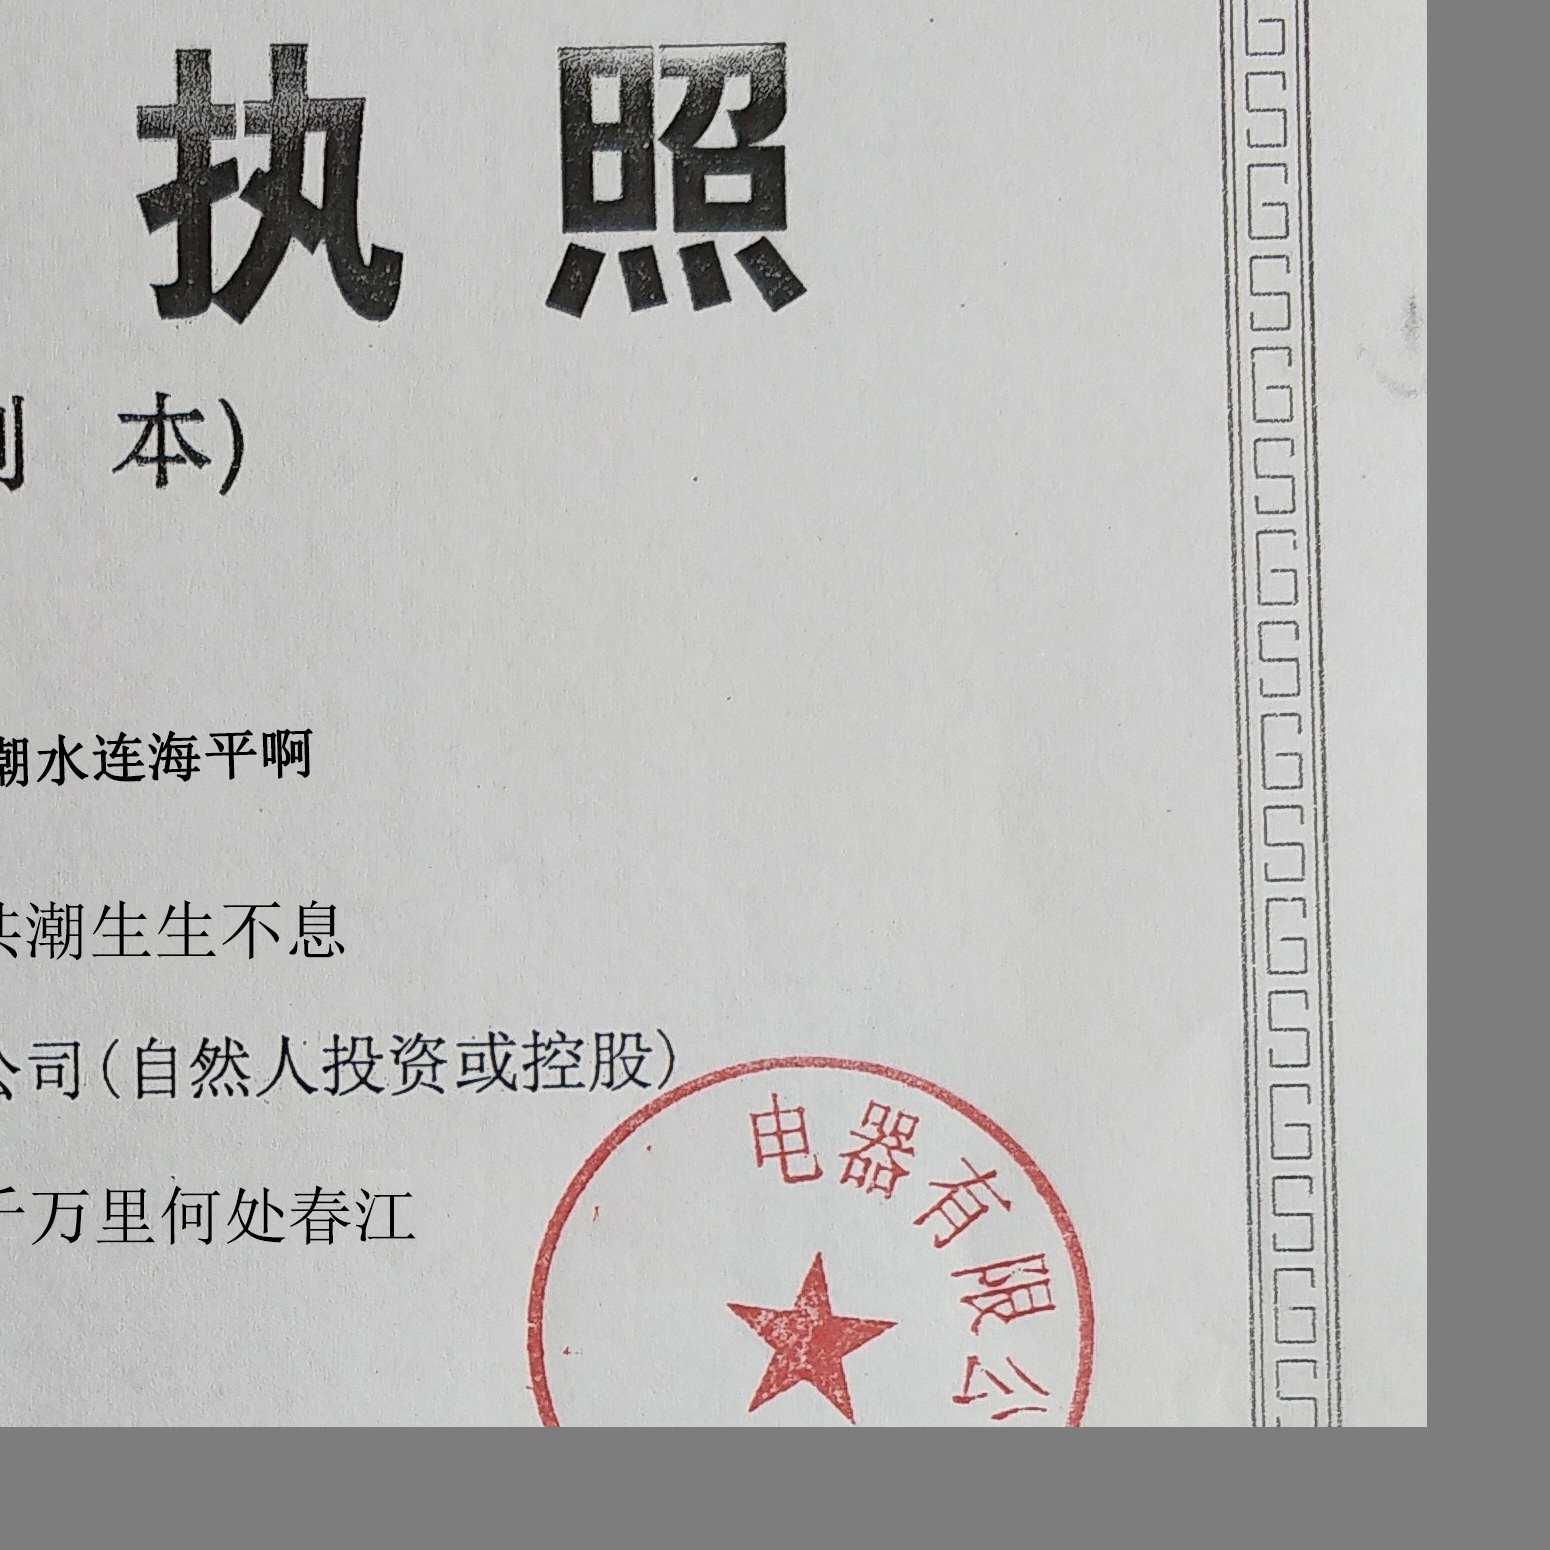 执照
本)
潮水连海平啊
共潮生生不息
公司(自然人投资或控股)
千万里何处春江
电器有限公